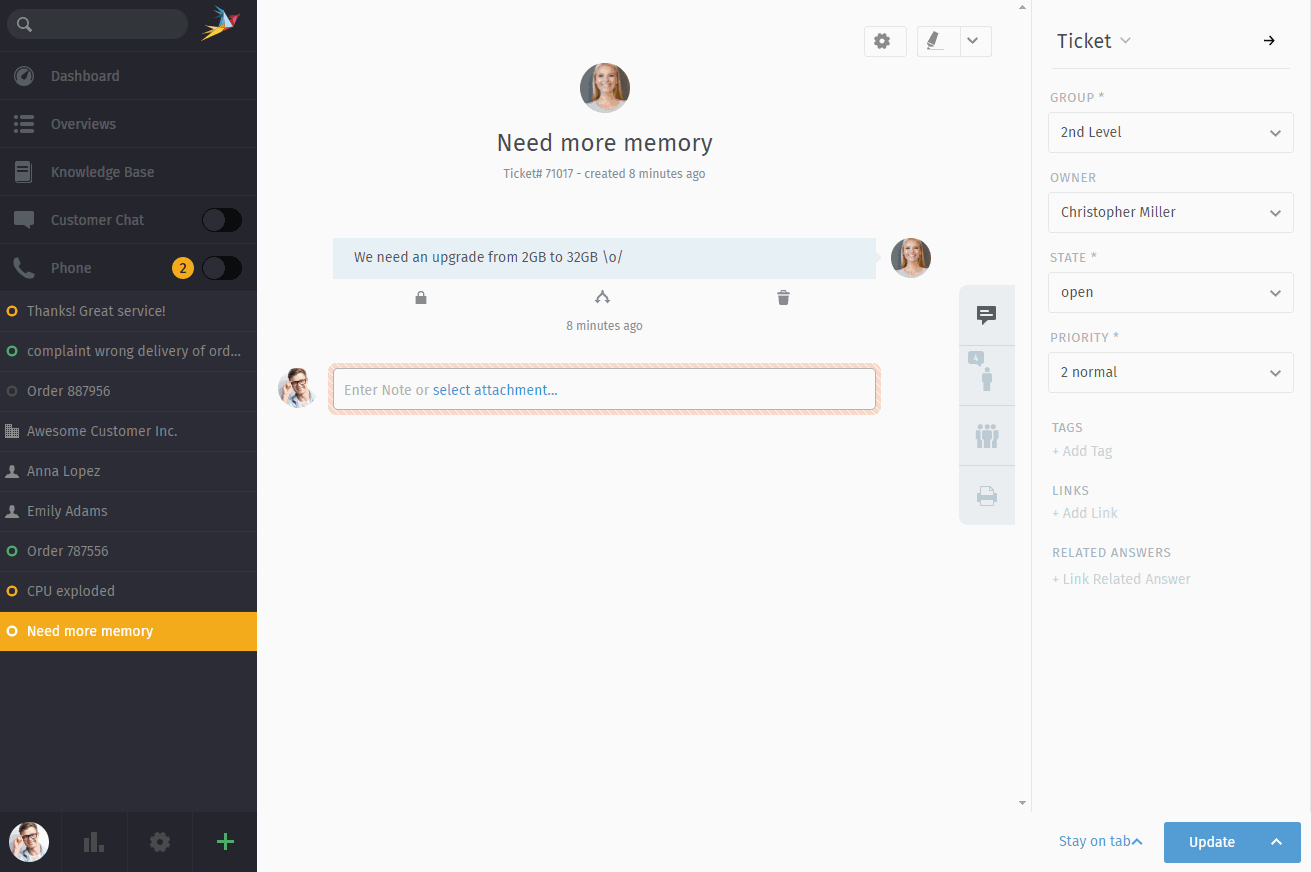 Dashboard
Overviews
Knowledge Base
Customer Chat
Phone 2
Thanks! Great service!
complaint wrong delivery of ord...
Order 887956
Awesome Customer Inc.
Anna Lopez
Emily Adams
Order 787556
CPU exploded
Need more memory
Need more memory
Ticket# 71017 - created 8 minutes ago
We need an upgrade from 2GB to 32GB \o/
8 minutes ago
Enter Note or select attachment...
4
Ticket
GROUP *
2nd Level
OWNER
Christopher Miller
STATE *
open
PRIORITY *
2 normal
TAGS
+ Add Tag
LINKS
+ Add Link
RELATED ANSWERS
+ Link Related Answer
Stay on tab
Update